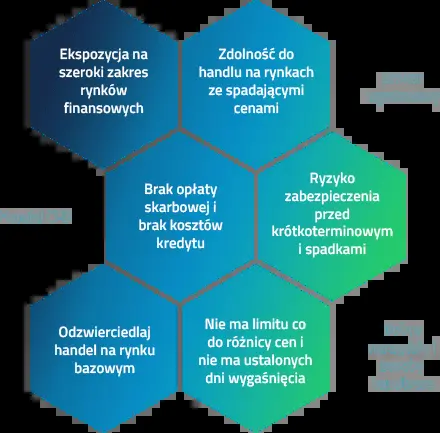 Ekspozycja na
szeroki zakres
rynków
finansowych
Zdolność do
handlu na rynkach
ze spadającymi
cenami
Brak opłaty
skarbowej i
brak kosztów
kredytu
Ryzyko
zabezpieczenia
przed
krótkoterminowym
i spadkami
Odzwierciedlaj
handel na rynku
bazowym
Nie ma limitu co
do różnicy cen i
nie ma ustalonych
dni wygaśnięcia